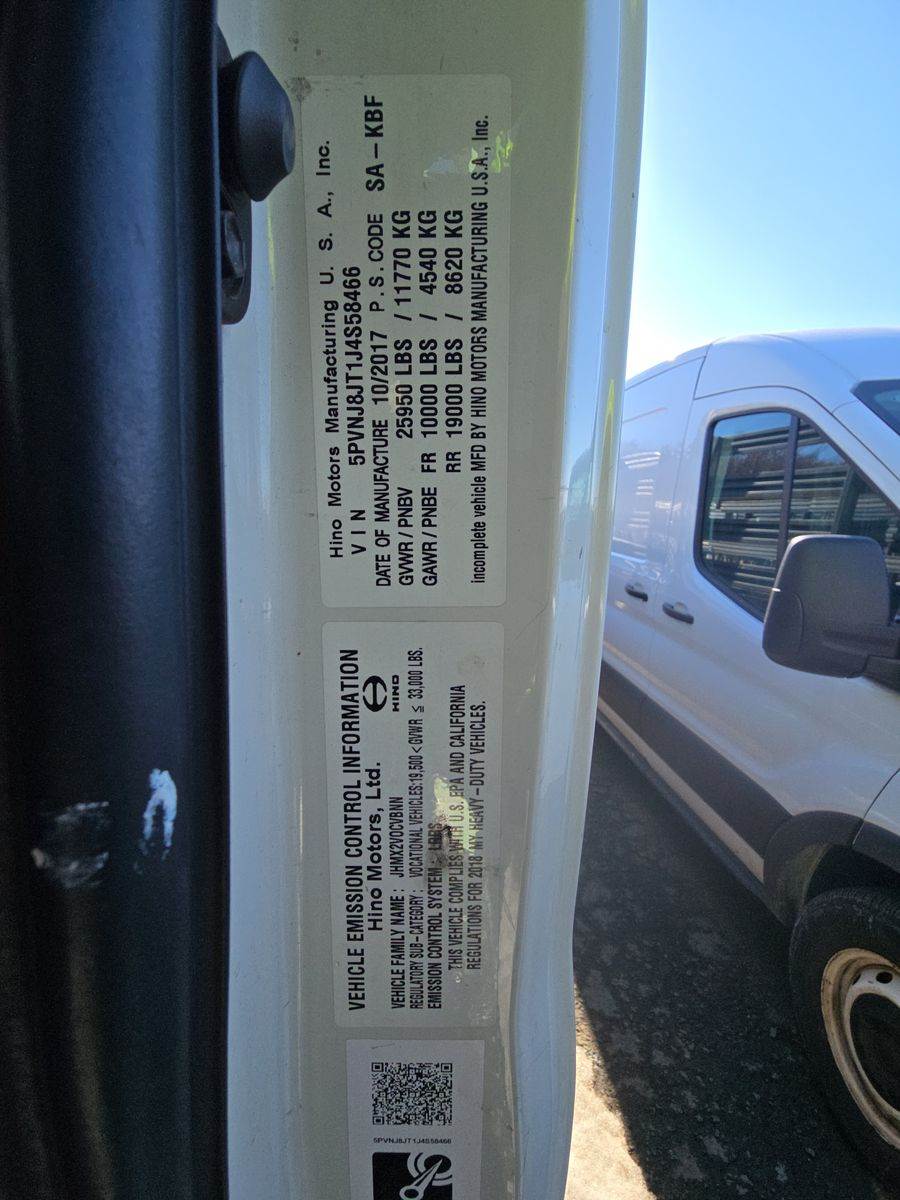 Hino Motors Manufacturing U. S. A., Inc.
VIN 5PVNJ8JT1J4S58466
DATE OF MANUFACTURE 10/2017 P.S.CODE SA-KBF
GVWR/PNBV 25950 LBS / 11770 KG
GAWR/PNBE FR 10000 LBS / 4540 KG
RR 19000 LBS / 8620 KG
incomplete vehicle MFD BY HINO MOTORS MANUFACTURING U.S.A., Inc.
VEHICLE EMISSION CONTROL INFORMATION
Hino Motors, Ltd.
HINO
VEHICLE FAMILY NAME : JHMX2VOCVBNN
REGULATORY SUB-CATEGORY : VOCATIONAL VEHICLES:19,500 < GVWR ≦ 33,000 LBS.
EMISSION CONTROL SYSTEM :
THIS VEHICLE COMPLIES WITH U.S. EPA AND CALIFORNIA
REGULATIONS FOR 2018 MY HEAVY-DUTY VEHICLES.
5PVNJ8JT1J4S58466